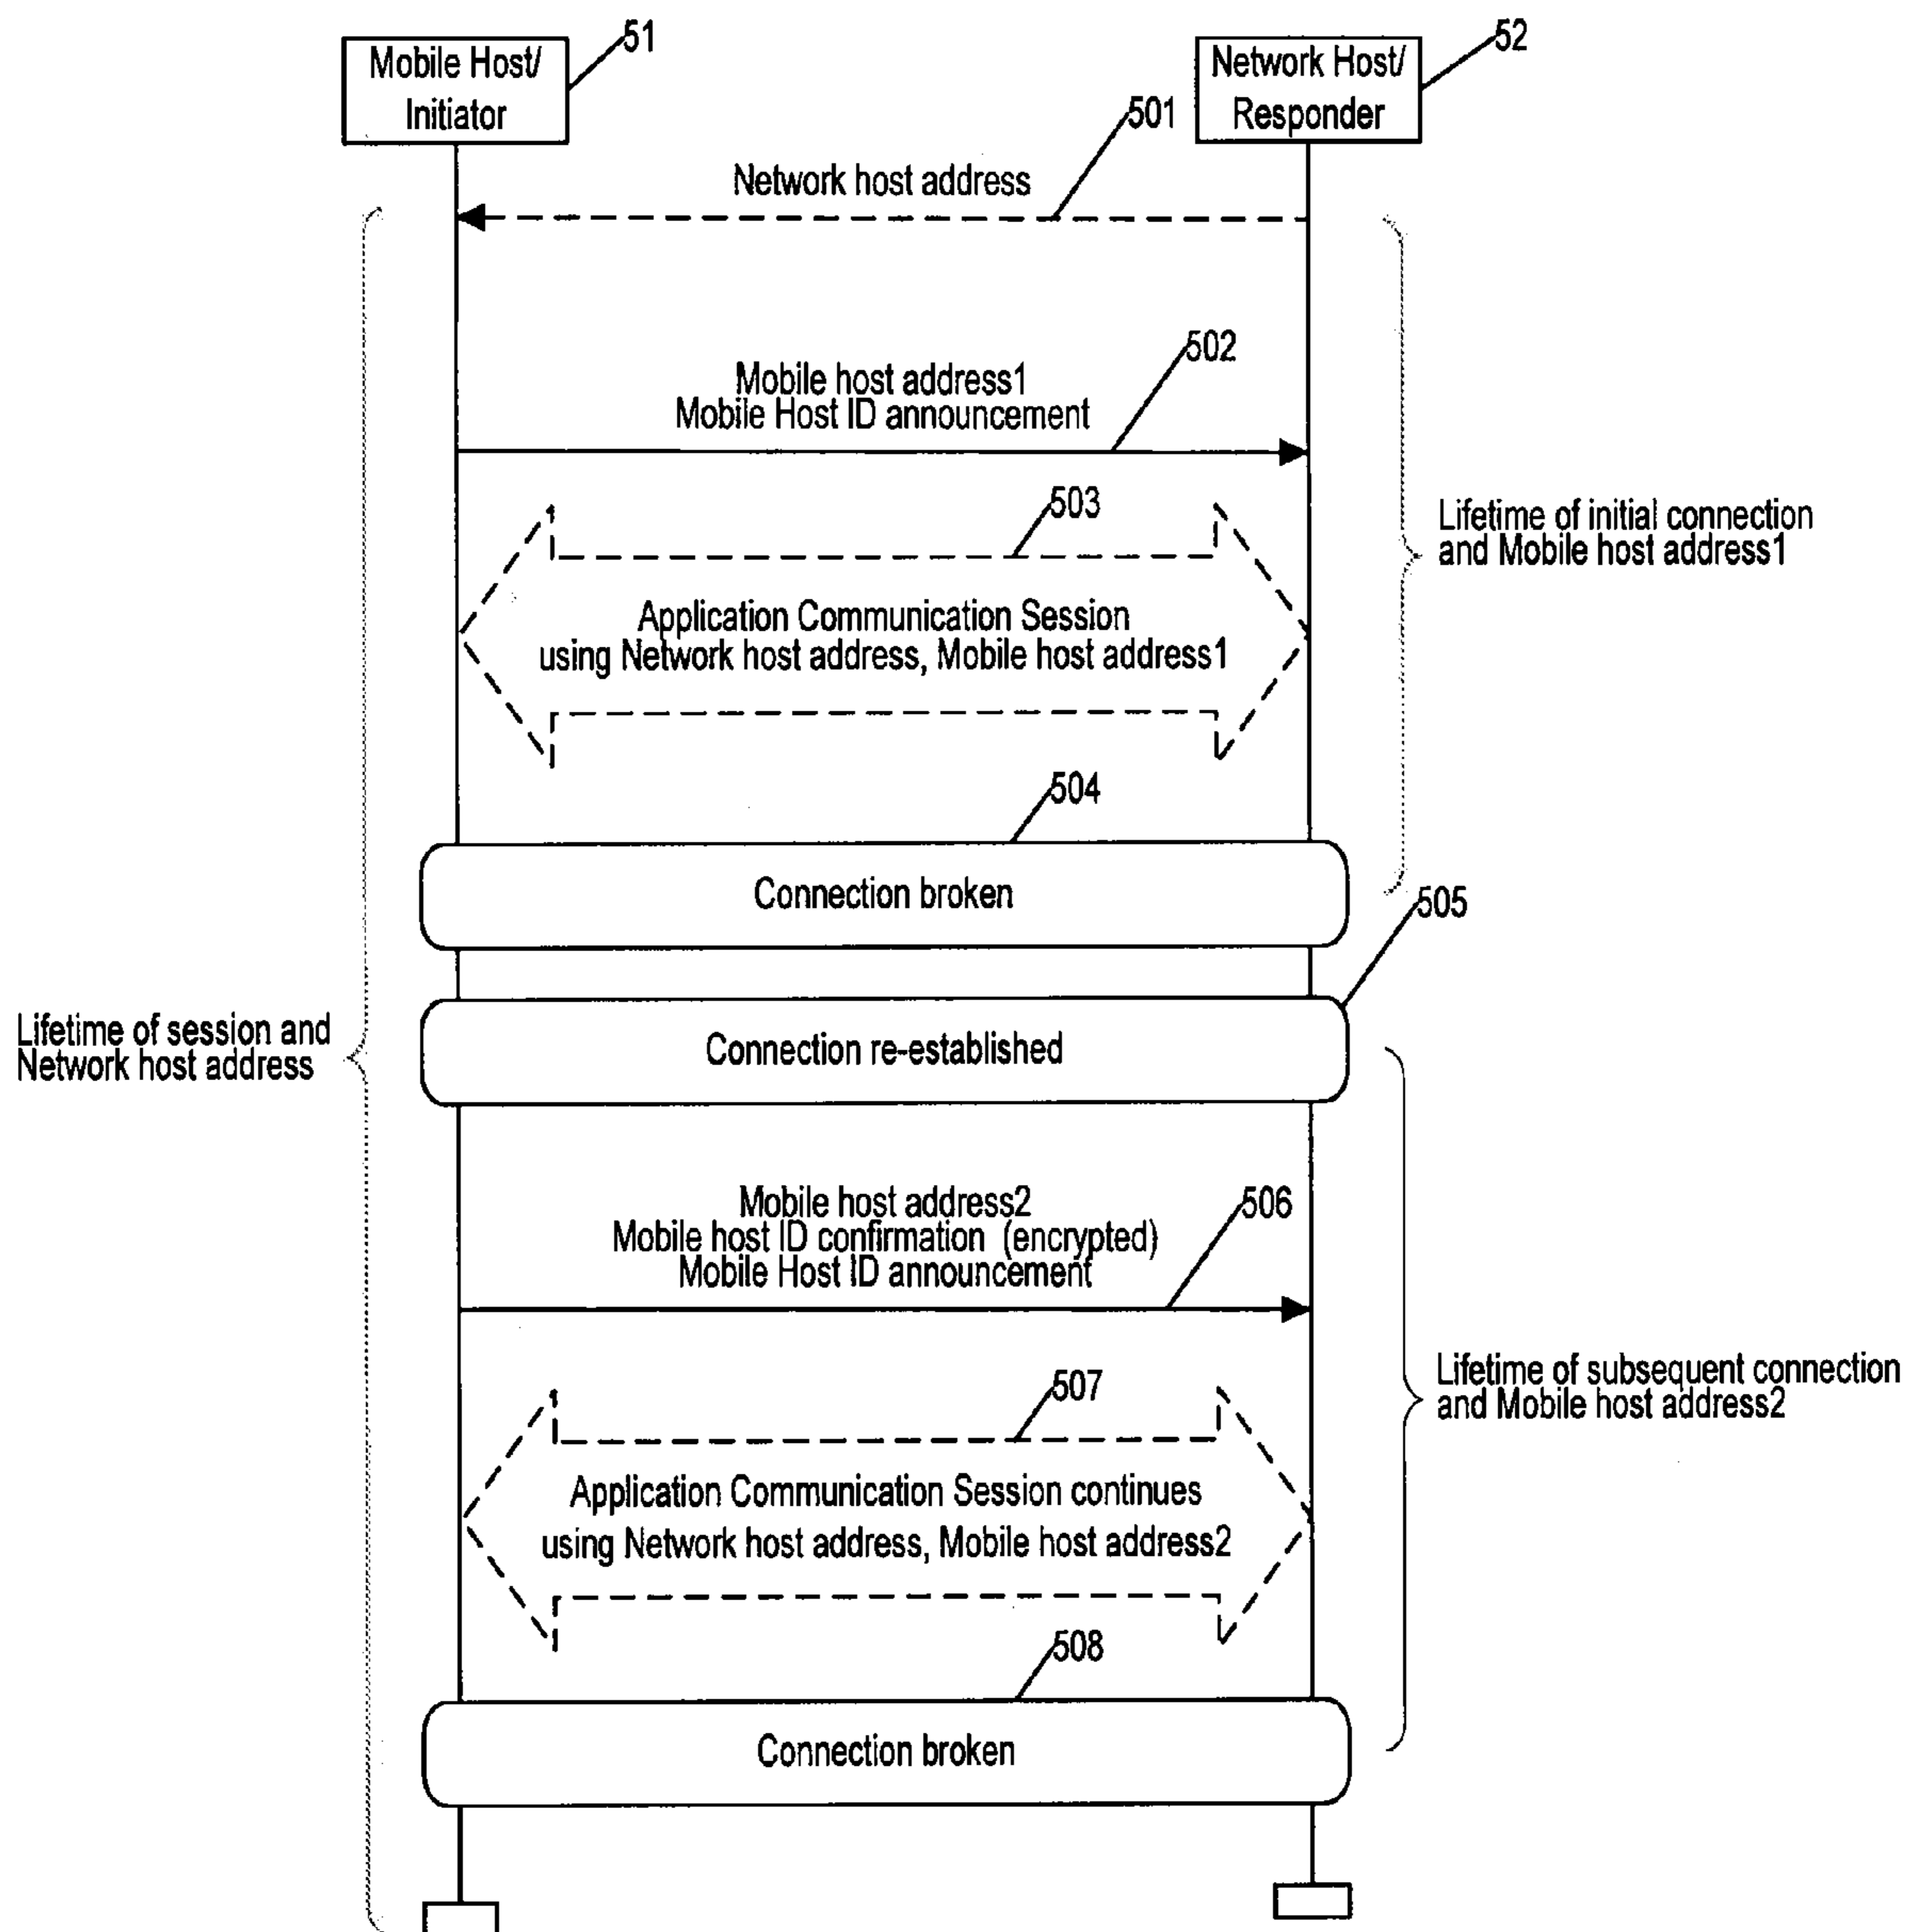 51
52
Mobile Host/
Initiator
Network Host/
Responder
501
Network host address
502
Mobile host address1
Mobile Host ID announcement
503
Lifetime of initial connection
and Mobile host address1
Application Communication Session
using Network host address, Mobile host address1
504
Connection broken
505
Lifetime of session and
Network host address
Connection re-established
506
Mobile host address2
Mobile host ID confirmation (encrypted)
Mobile Host ID announcement
507
Lifetime of subsequent connection
and Mobile host address2
Application Communication Session continues
using Network host address, Mobile host address2
508
Connection broken